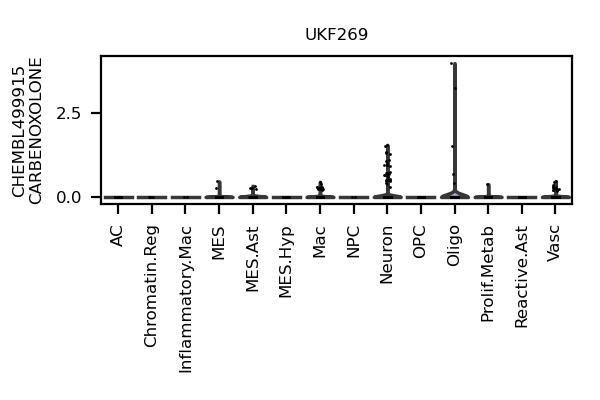 UKF269
CHEMBL499915
CARBENOXOLONE
2.5
0.0
AC
Chromatin.Reg
Inflammatory.Mac
MES
MES.Ast
MES.Hyp
Mac
NPC
Neuron
OPC
Oligo
Prolif.Metab
Reactive.Ast
Vasc